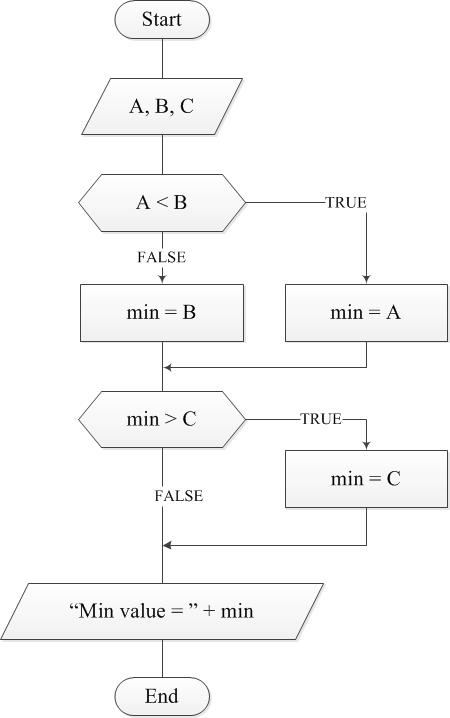 Start
A, B, C
A < B
TRUE
FALSE
min = B
min = A
min > C
TRUE
min = C
FALSE
“Min value = ” + min
End